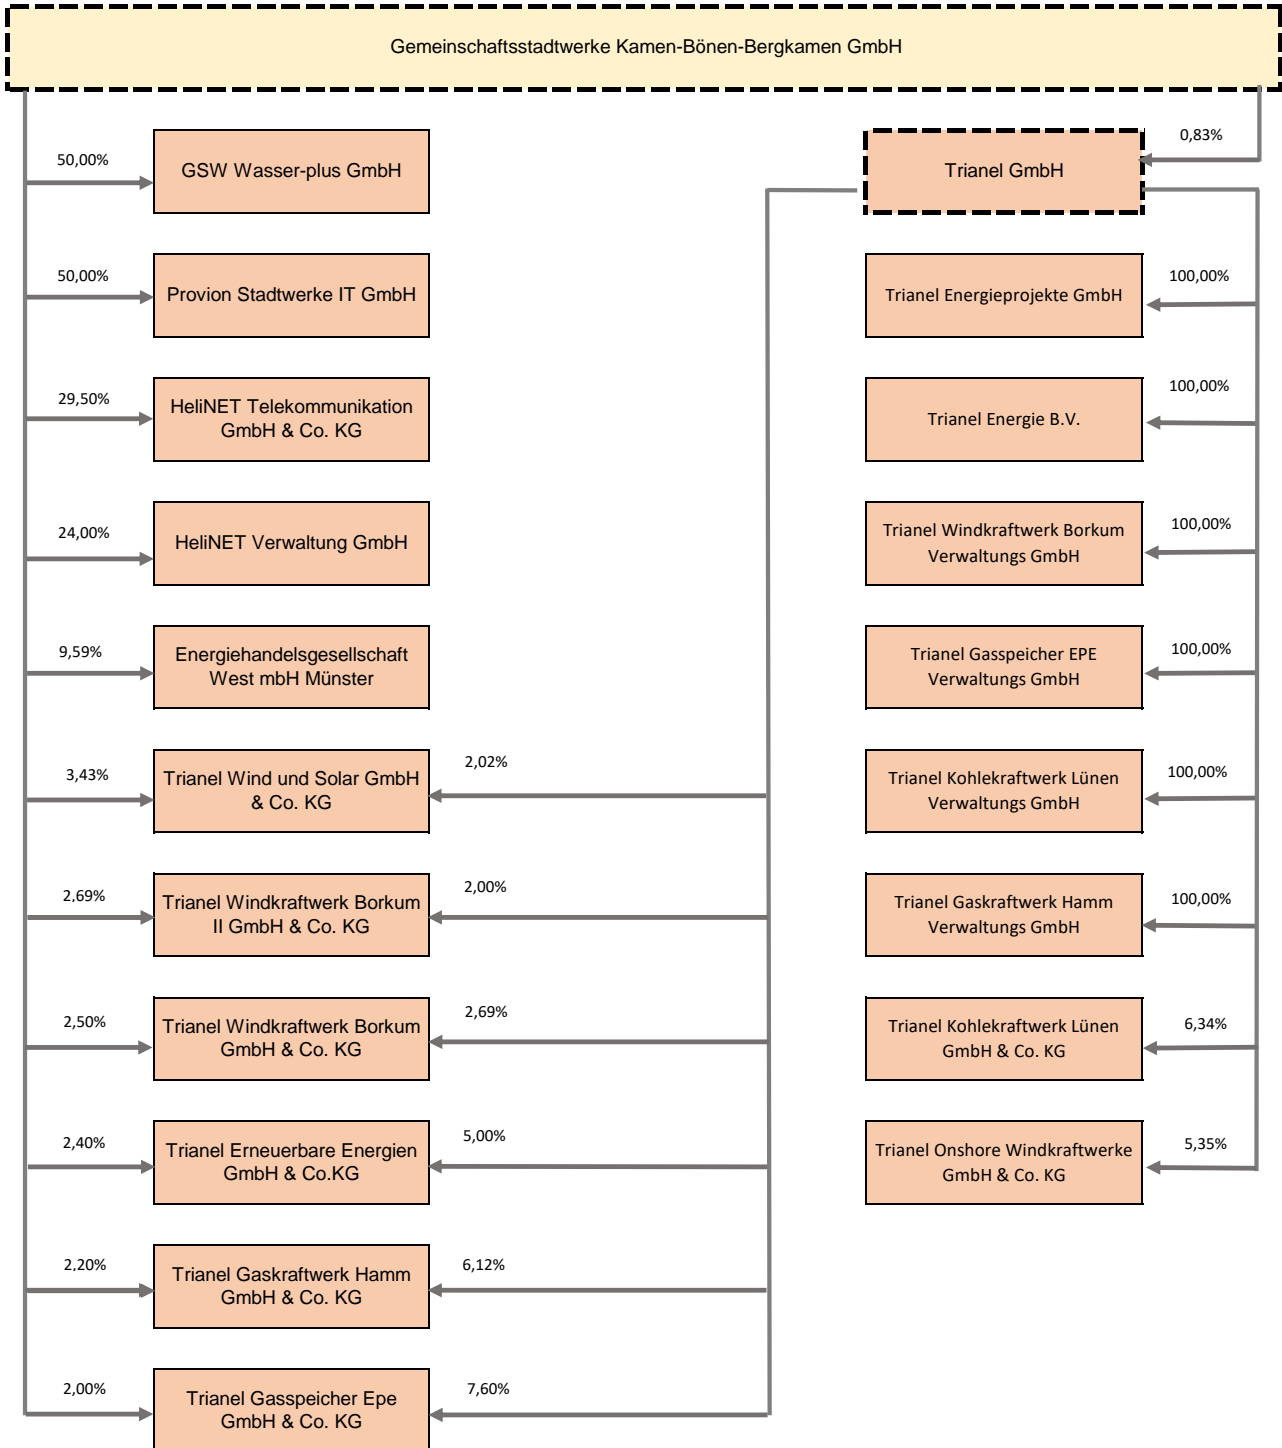 Gemeinschaftsstadtwerke Kamen-Bönen-Bergkamen GmbH
50,00%
GSW Wasser-plus GmbH
Trianel GmbH
0,83%
50,00%
Provion Stadtwerke IT GmbH
Trianel Energieprojekte GmbH
100,00%
29,50%
HeliNET Telekommunikation
GmbH & Co. KG
Trianel Energie B.V.
100,00%
24,00%
HeliNET Verwaltung GmbH
Trianel Windkraftwerk Borkum
Verwaltungs GmbH
100,00%
9,59%
Energiehandelsgesellschaft
West mbH Münster
Trianel Gasspeicher EPE
Verwaltungs GmbH
100,00%
3,43%
Trianel Wind und Solar GmbH
& Co. KG
2,02%
Trianel Kohlekraftwerk Lünen
Verwaltungs GmbH
100,00%
2,69%
Trianel Windkraftwerk Borkum
II GmbH & Co. KG
2,00%
Trianel Gaskraftwerk Hamm
Verwaltungs GmbH
100,00%
2,50%
Trianel Windkraftwerk Borkum
GmbH & Co. KG
2,69%
Trianel Kohlekraftwerk Lünen
GmbH & Co. KG
6,34%
2,40%
Trianel Erneuerbare Energien
GmbH & Co.KG
5,00%
Trianel Onshore Windkraftwerke
GmbH & Co. KG
5,35%
2,20%
Trianel Gaskraftwerk Hamm
GmbH & Co. KG
6,12%
2,00%
Trianel Gasspeicher Epe
GmbH & Co. KG
7,60%